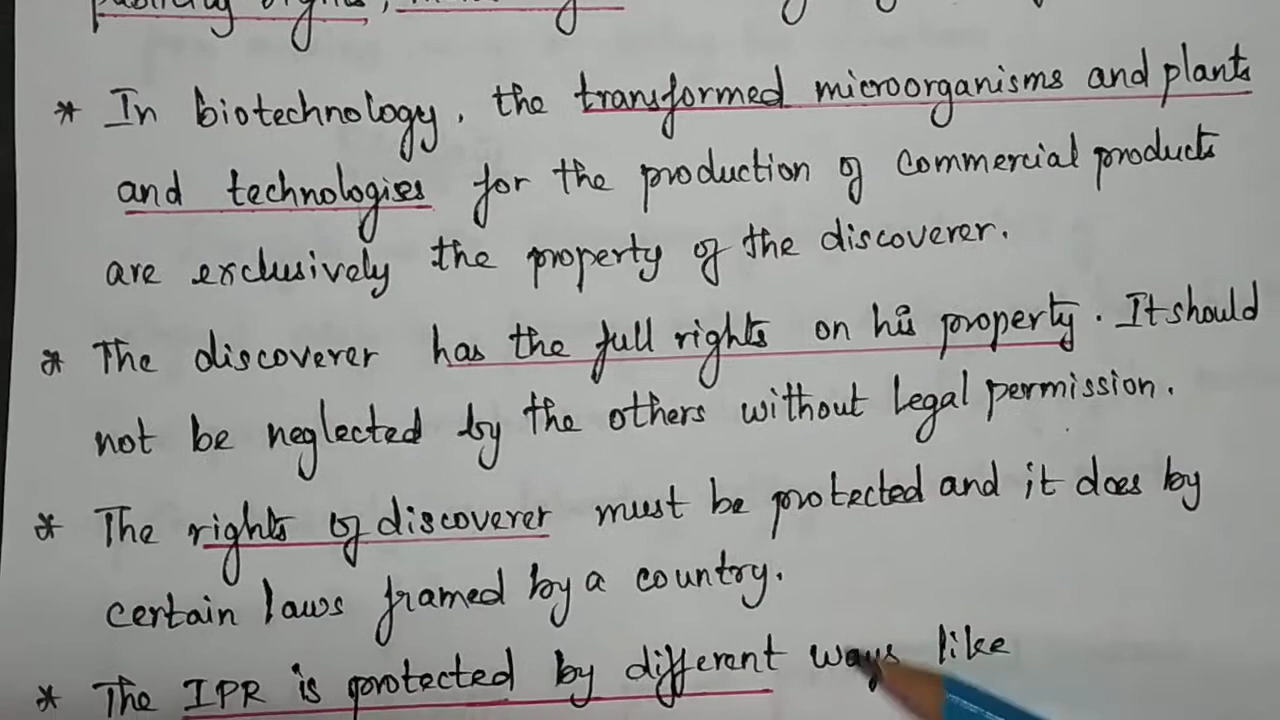 publicity rights,
* In biotechnology, the transformed microorganisms and plants
and technologies for the production of commercial products
are exclusively the property of the discoverer.
* The discoverer has the full rights on his property. It should
not be neglected by the others without legal permission.
* The rights of discoverer must be protected and it does by
certain laws framed by a country.
* The IPR is protected by different ways like